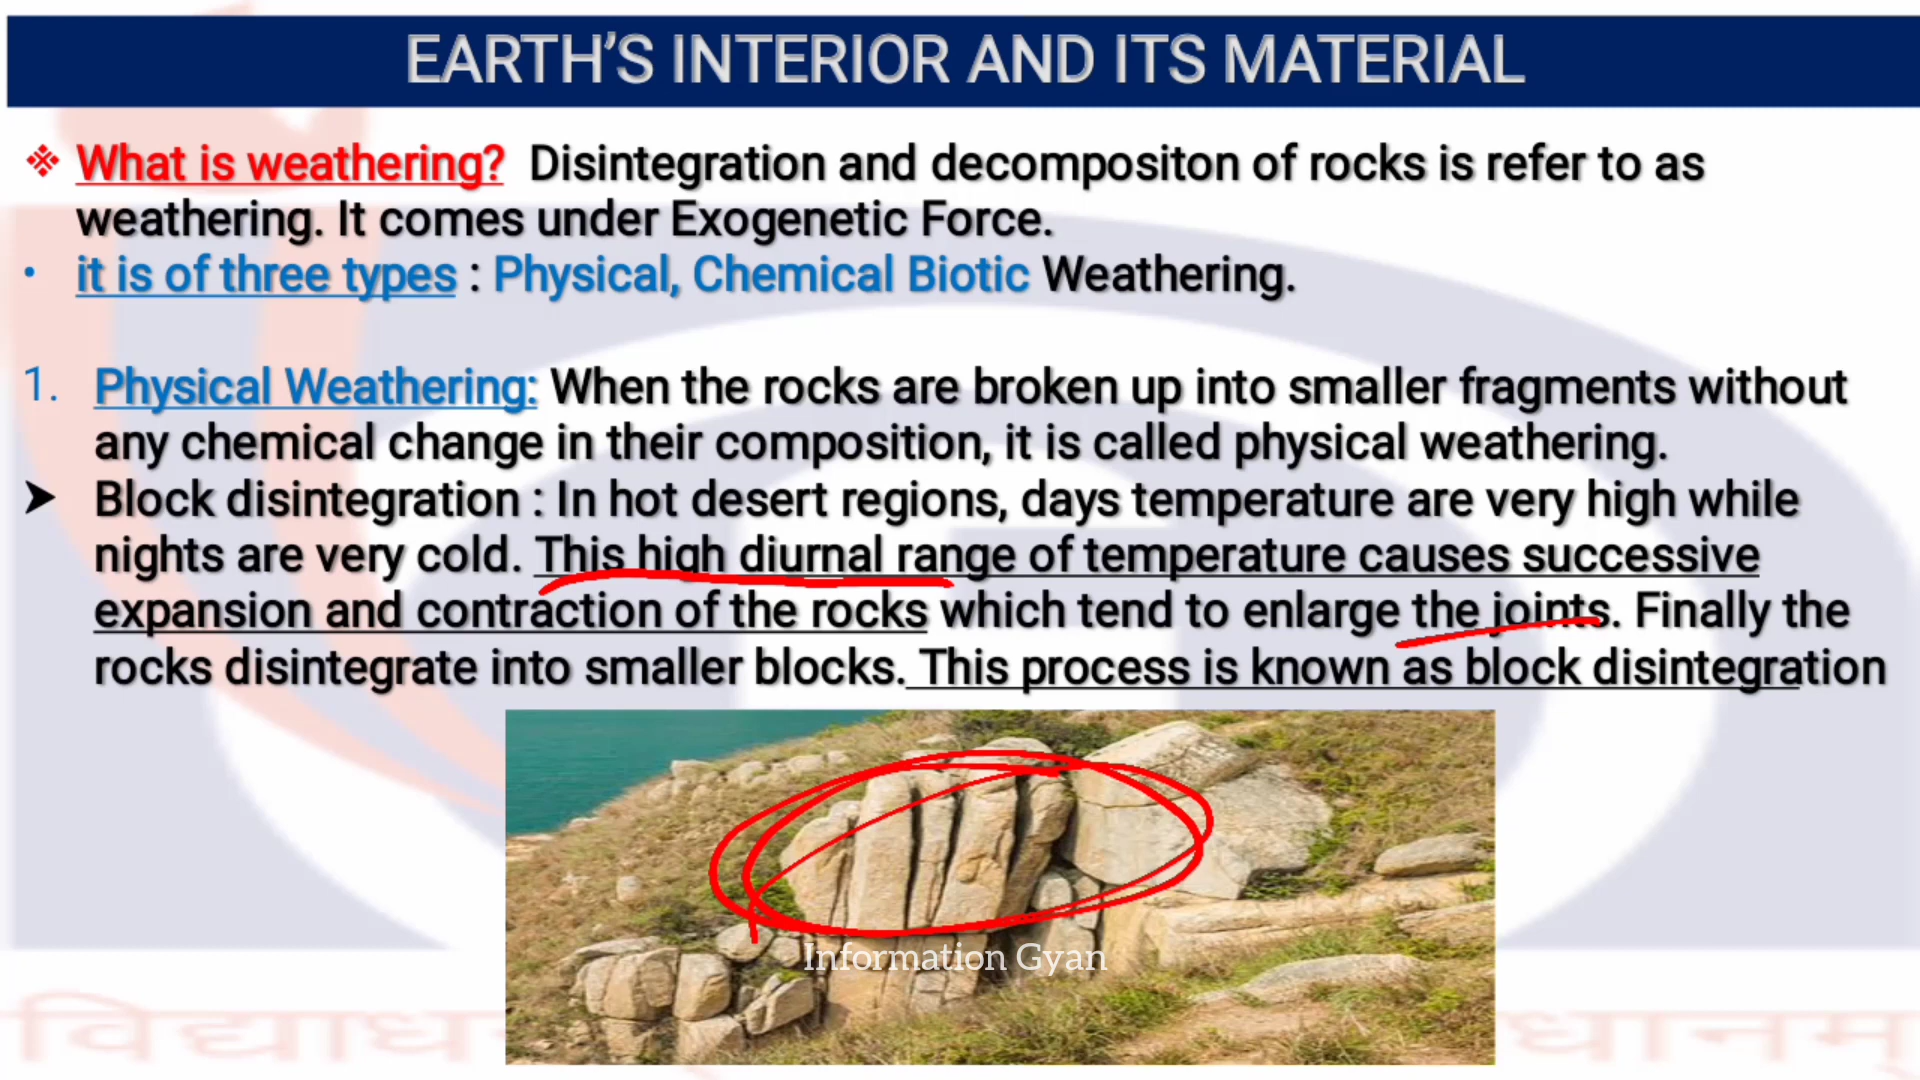 EARTH’S INTERIOR AND ITS MATERIAL
❖ What is weathering? Disintegration and decompositon of rocks is refer to as
weathering. It comes under Exogenetic Force.
• it is of three types : Physical, Chemical Biotic Weathering.
1. Physical Weathering: When the rocks are broken up into smaller fragments without
any chemical change in their composition, it is called physical weathering.
➤ Block disintegration : In hot desert regions, days temperature are very high while
nights are very cold. This high diurnal range of temperature causes successive
expansion and contraction of the rocks which tend to enlarge the joints. Finally the
rocks disintegrate into smaller blocks. This process is known as block disintegration
Information Gyan